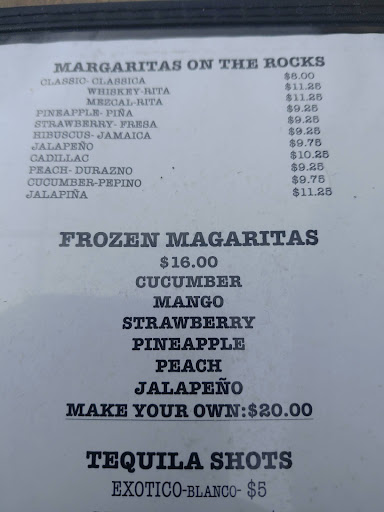 MARGARITAS ON THE ROCKS
CLASSIC- CLASSICA $8.00
WHISKEY-RITA $11.25
MEZCAL-RITA $11.25
PINEAPPLE- PIÑA $9.25
STRAWBERRY- FRESA $9.25
HIBUSCUS- JAMAICA $9.25
JALAPEÑO $9.75
CADILLAC $10.25
PEACH- DURAZNO $9.25
CUCUMBER-PEPINO $9.75
JALAPIÑA $11.25
FROZEN MAGARITAS
$16.00
CUCUMBER
MANGO
STRAWBERRY
PINEAPPLE
PEACH
JALAPEÑO
MAKE YOUR OWN:$20.00
TEQUILA SHOTS
EXOTICO-BLANCO- $5